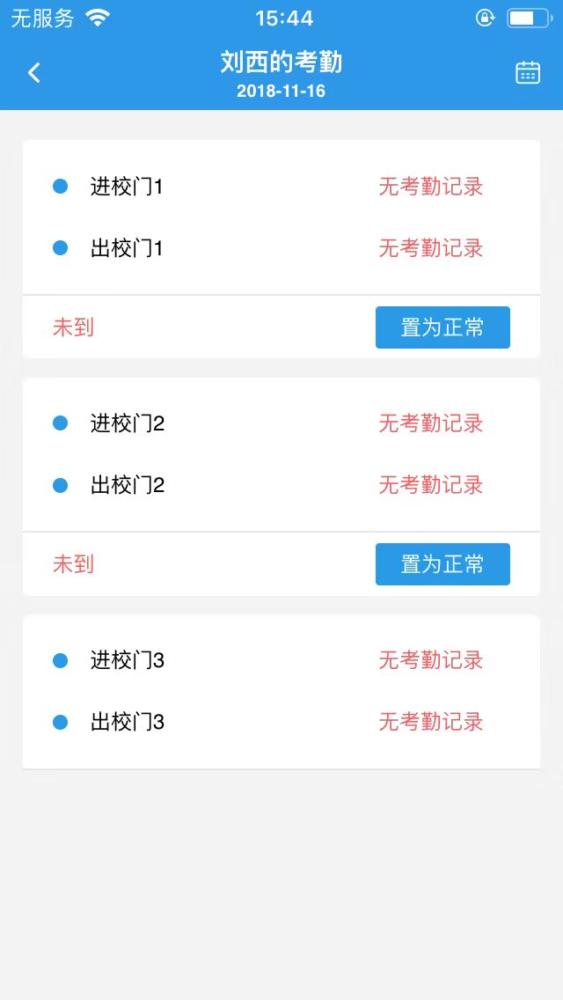 无服务 15:44
刘西的考勤
2018-11-16
进校门1 无考勤记录
出校门1 无考勤记录
未到 置为正常
进校门2 无考勤记录
出校门2 无考勤记录
未到 置为正常
进校门3 无考勤记录
出校门3 无考勤记录